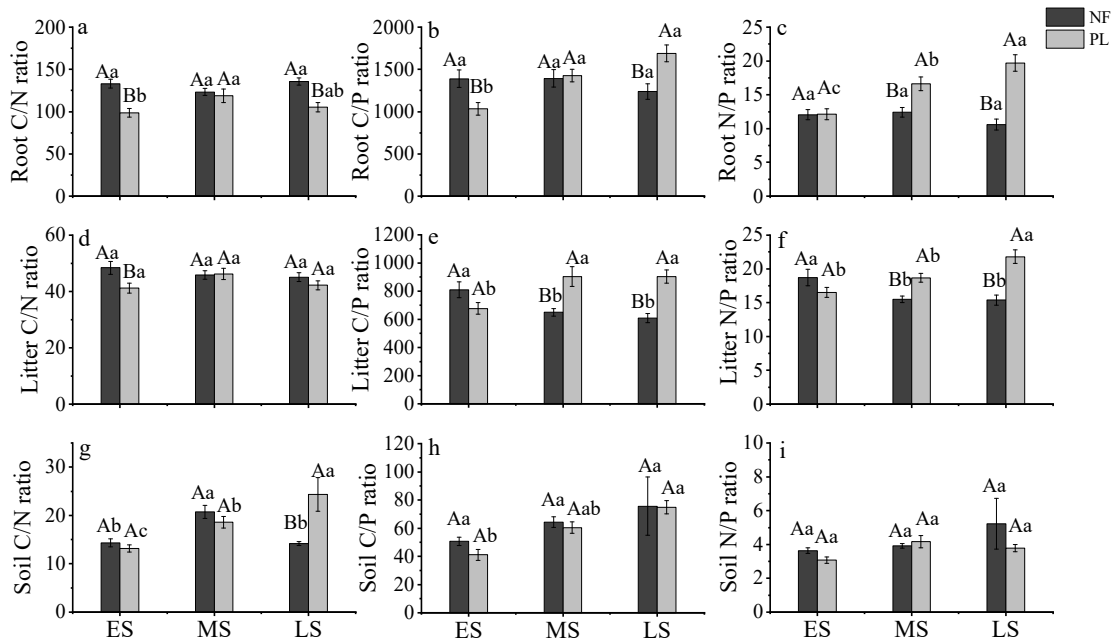 NF
PL
a
Root C/N ratio
200
150
100
50
0
Aa
Bb
Aa
Aa
Aa
Bab
b
Root C/P ratio
2000
1500
1000
500
0
Aa
Bb
Aa
Aa
Ba
Aa
c
Root N/P ratio
25
20
15
10
5
0
Aa
Ac
Ba
Ab
Ba
Aa
d
Litter C/N ratio
60
40
20
0
Aa
Ba
Aa
Aa
Aa
Aa
e
Litter C/P ratio
1200
1000
800
600
400
200
0
Aa
Ab
Bb
Aa
Bb
Aa
f
Litter N/P ratio
25
20
15
10
5
0
Aa
Ab
Bb
Ab
Bb
Aa
g
Soil C/N ratio
30
20
10
0
Ab
Ac
Aa
Ab
Bb
Aa
ES
MS
LS
h
Soil C/P ratio
120
100
80
60
40
20
0
Aa
Ab
Aa
Aab
Aa
Aa
ES
MS
LS
i
Soil N/P ratio
8
6
4
2
0
Aa
Aa
Aa
Aa
Aa
Aa
ES
MS
LS